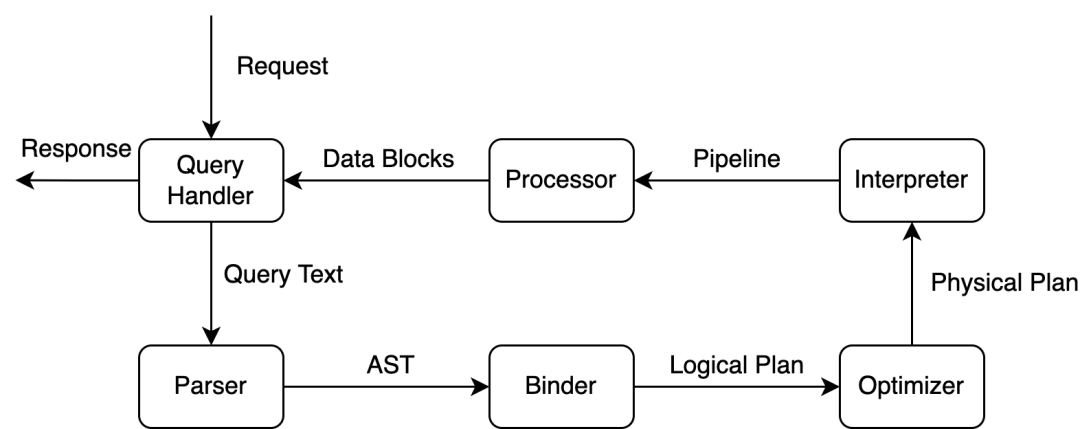 Request
Response
Query
Handler
Data Blocks
Processor
Pipeline
Interpreter
Query Text
Physical Plan
Parser
AST
Binder
Logical Plan
Optimizer